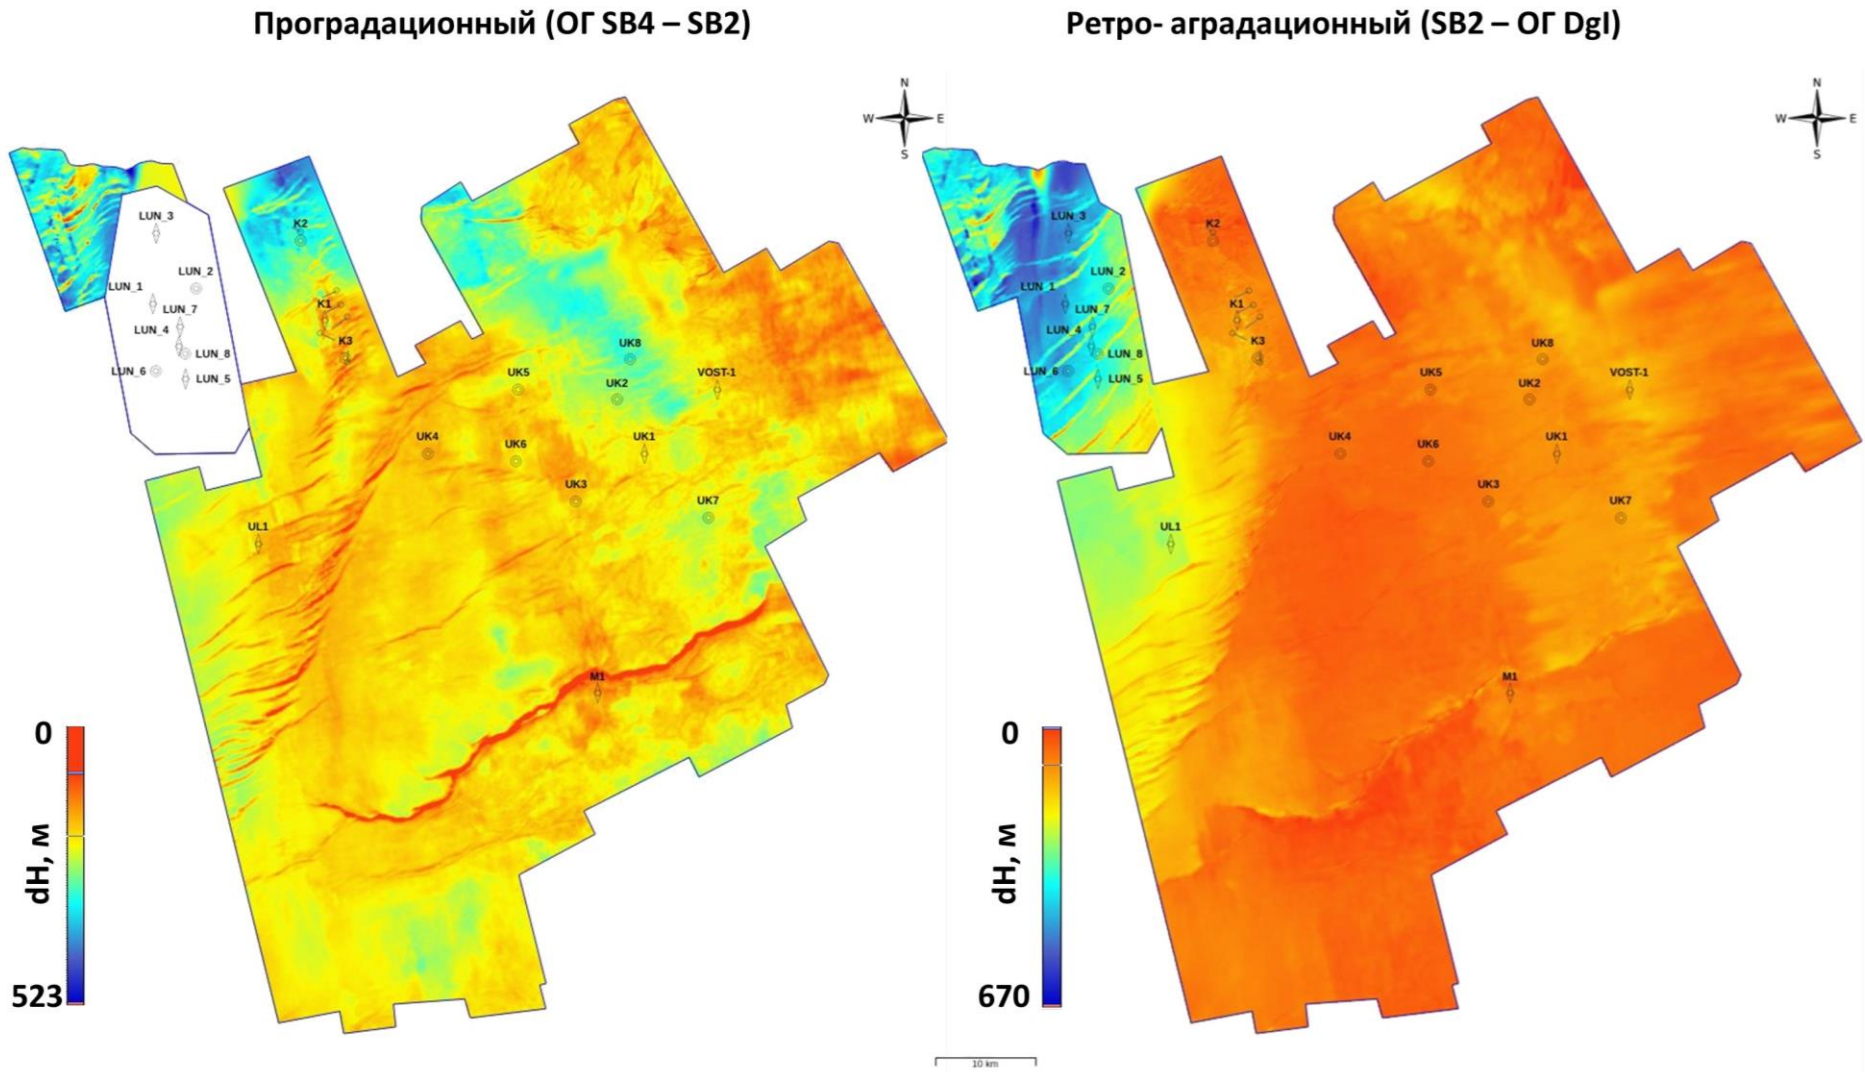 Проградационный (ОГ SB4 – SB2)
Ретро- аградационный (SB2 – ОГ DgI)
N
W E
S
N
W E
S
LUN_3
LUN_2
LUN_1
LUN_7
LUN_4
LUN_8
LUN_6
LUN_5
K2
K1
K3
UK8
UK5
UK2
VOST-1
UK4
UK6
UK1
UK3
UK7
UL1
M1
0
dH, м
523
LUN_3
LUN_2
LUN_1
LUN_7
LUN_4
LUN_8
LUN_6
LUN_5
K2
K1
K3
UK8
UK5
UK2
VOST-1
UK4
UK6
UK1
UK3
UK7
UL1
M1
0
dH, м
670
10 km